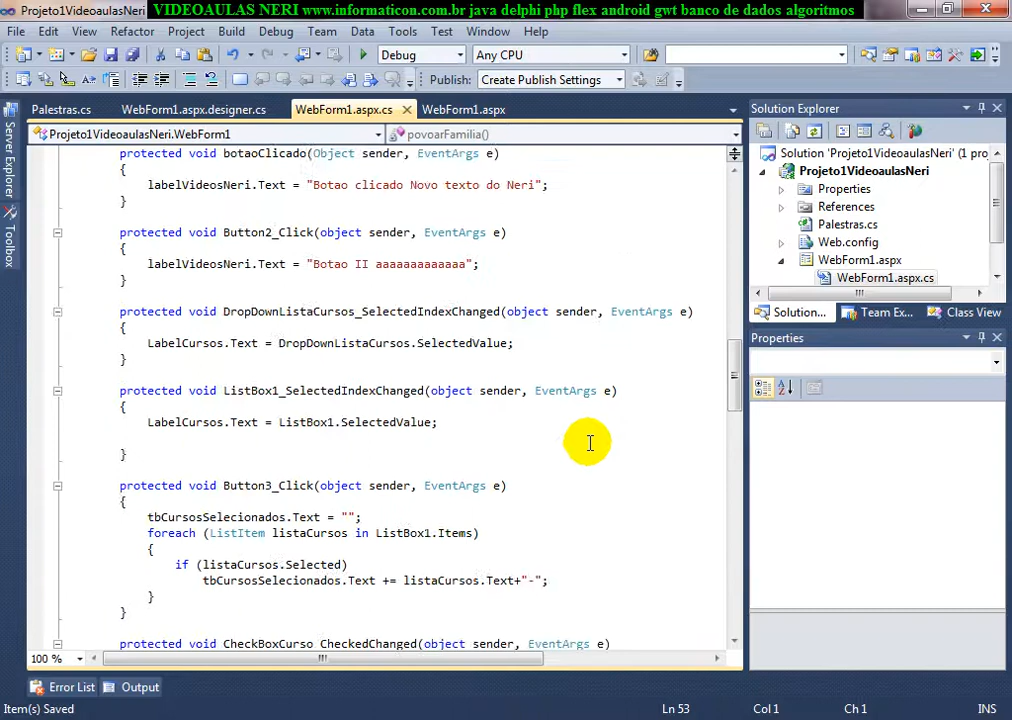 Projeto1VideoaulasNeri
VIDEOAULAS NERI www.informaticon.com.br java delphi php flex android gwt banco de dados algoritmos
File Edit View Refactor Project Build Debug Team Data Tools Test Window Help
Debug Any CPU
Publish: Create Publish Settings
Palestras.cs WebForm1.aspx.designer.cs WebForm1.aspx.cs WebForm1.aspx
Projeto1VideoaulasNeri.WebForm1 povoarFamilia()
Server Explorer
Toolbox
protected void botaoClicado(Object sender, EventArgs e)
{
labelVideosNeri.Text = "Botao clicado Novo texto do Neri";
}
protected void Button2_Click(object sender, EventArgs e)
{
labelVideosNeri.Text = "Botao II aaaaaaaaaaaaa";
}
protected void DropDownListaCursos_SelectedIndexChanged(object sender, EventArgs e)
{
LabelCursos.Text = DropDownListaCursos.SelectedValue;
}
protected void ListBox1_SelectedIndexChanged(object sender, EventArgs e)
{
LabelCursos.Text = ListBox1.SelectedValue;
}
protected void Button3_Click(object sender, EventArgs e)
{
tbCursosSelecionados.Text = "";
foreach (ListItem listaCursos in ListBox1.Items)
{
if (listaCursos.Selected)
tbCursosSelecionados.Text += listaCursos.Text+"-";
}
}
protected void CheckBoxCurso_CheckedChanged(object sender, EventArgs e)
100 %
Solution Explorer
Solution 'Projeto1VideoaulasNeri' (1 pro
Projeto1VideoaulasNeri
Properties
References
Palestras.cs
Web.config
WebForm1.aspx
WebForm1.aspx.cs
Solution... Team Ex... Class View
Properties
Error List Output
Item(s) Saved Ln 53 Col 1 Ch 1 INS